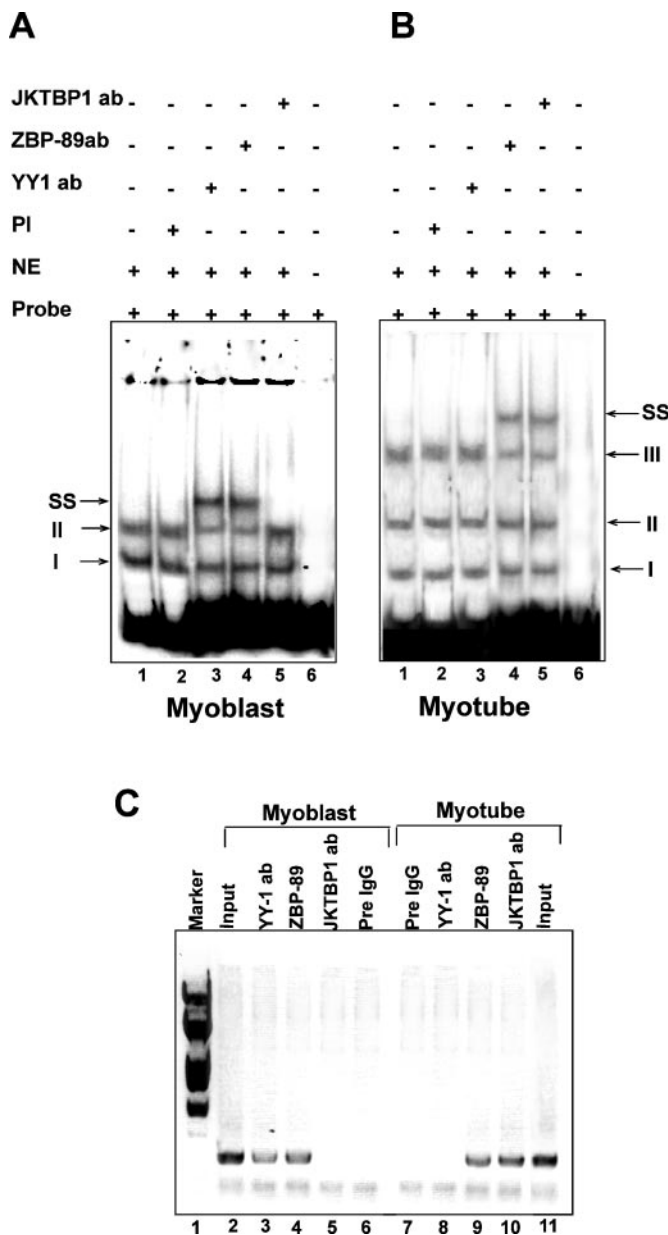 A B
JKTBP1 ab - - - - + - - - - - + -
ZBP-89ab - - - + - - - - - + - -
YY1 ab - - + - - - - - + - - -
PI - + - - - - - + - - - -
NE + + + + + - + + + + + -
Probe + + + + + + + + + + + +
SS
SS
III
II
II
I
I
1 2 3 4 5 6 1 2 3 4 5 6
Myoblast Myotube
C
Myoblast Myotube
Marker Input YY-1 ab ZBP-89 JKTBP1 ab Pre IgG Pre IgG YY-1 ab ZBP-89 JKTBP1 ab Input
1 2 3 4 5 6 7 8 9 10 11